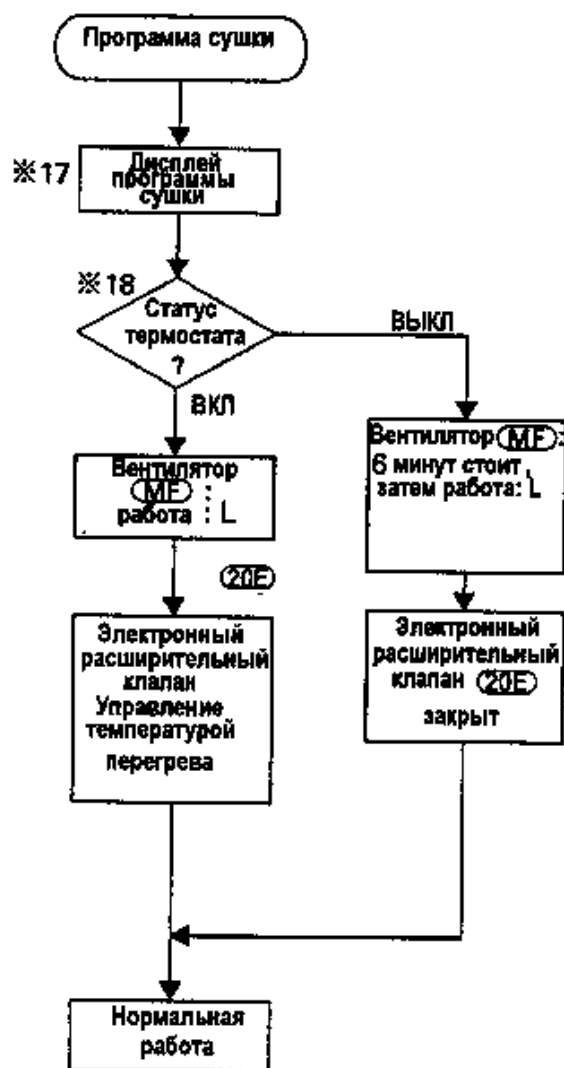 Программа сушки
※17
Дисплей
программы
сушки
※18
Статус
термостата
?
ВЫКЛ
ВКЛ
Вентилятор
MF :
работа : L
Вентилятор MF :
6 минут стоит,
затем работа: L
20E
Электронный
расширительный
клапан
Управление
температурой
перегрева
Электронный
расширительный
клапан 20E
закрыт
Нормальная
работа